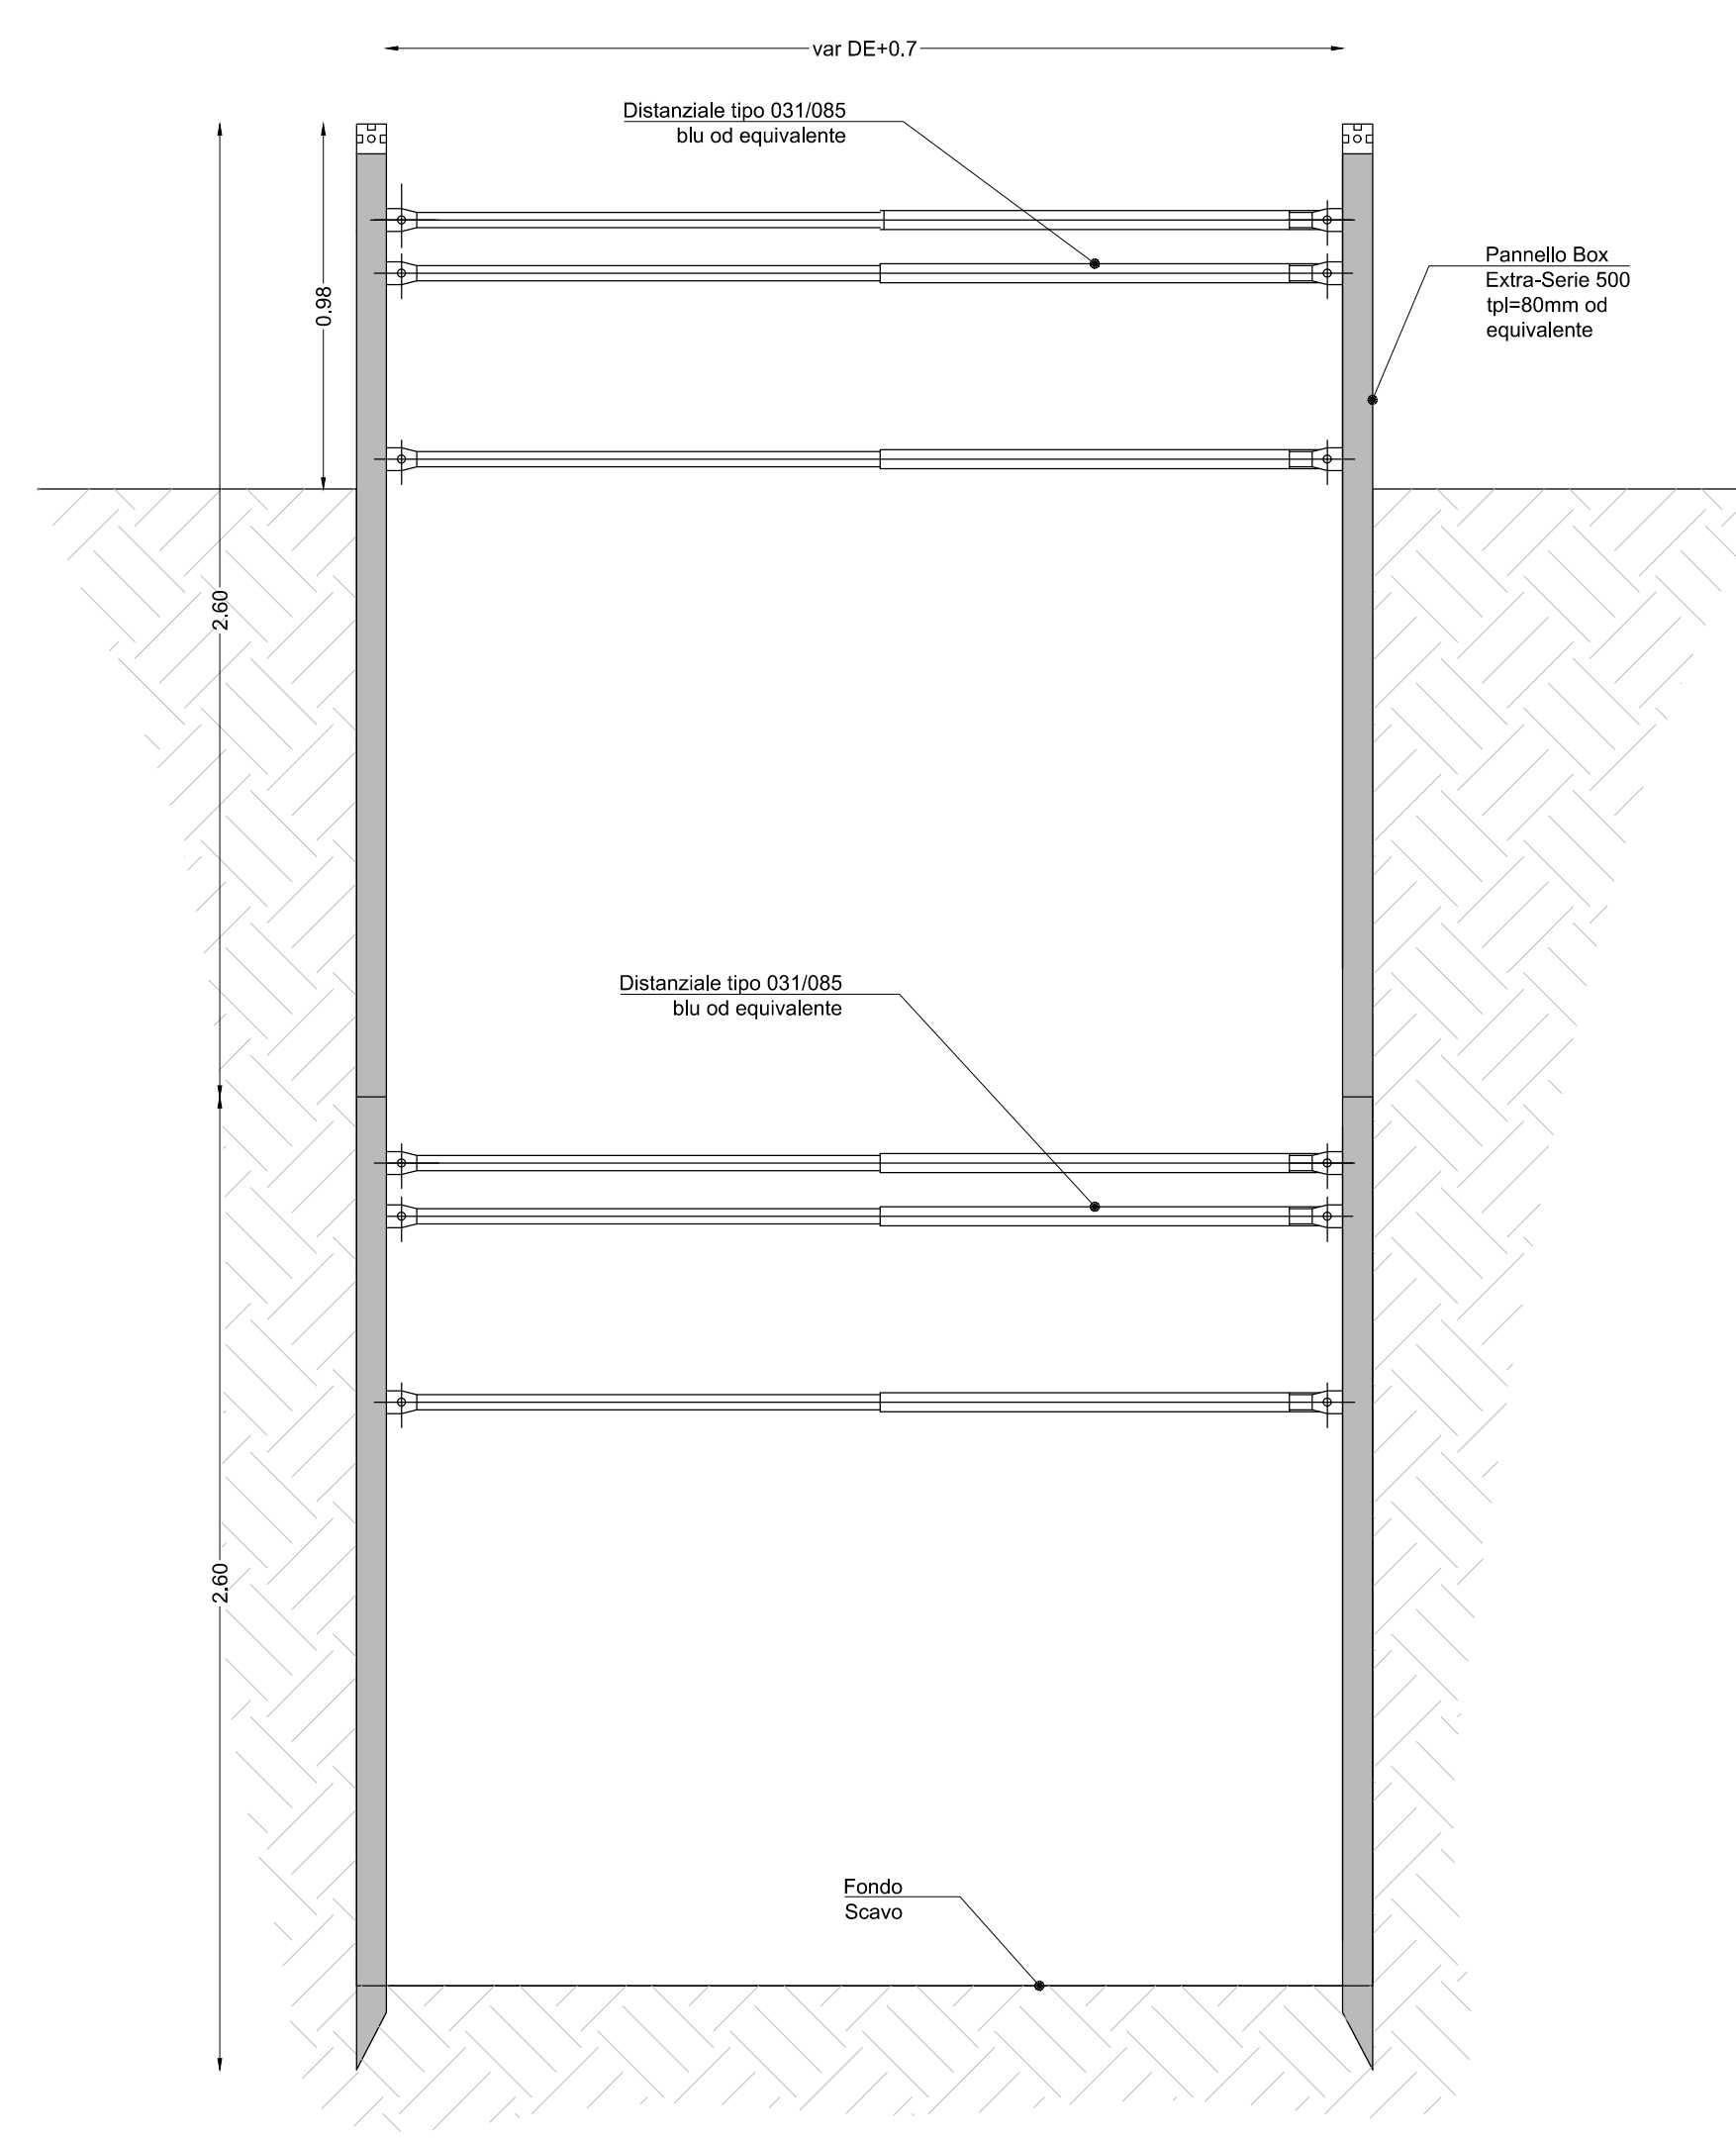 var DE+0.7
Distanziale tipo 031/085
blu od equivalente
Pannello Box
Extra-Serie 500
tpl=80mm od
equivalente
0.98
2.60
Distanziale tipo 031/085
blu od equivalente
2.60
Fondo
Scavo